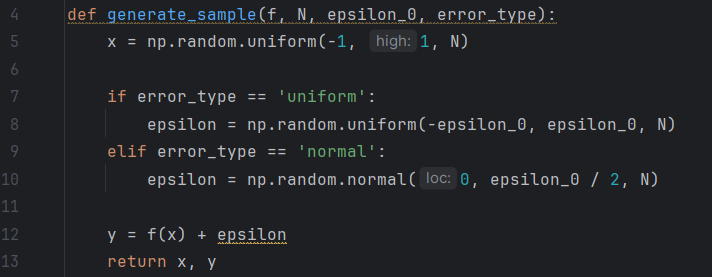 4 def generate_sample(f, N, epsilon_0, error_type):
5 x = np.random.uniform(-1, high: 1, N)
6
7 if error_type == 'uniform':
8 epsilon = np.random.uniform(-epsilon_0, epsilon_0, N)
9 elif error_type == 'normal':
10 epsilon = np.random.normal( loc: 0, epsilon_0 / 2, N)
11
12 y = f(x) + epsilon
13 return x, y